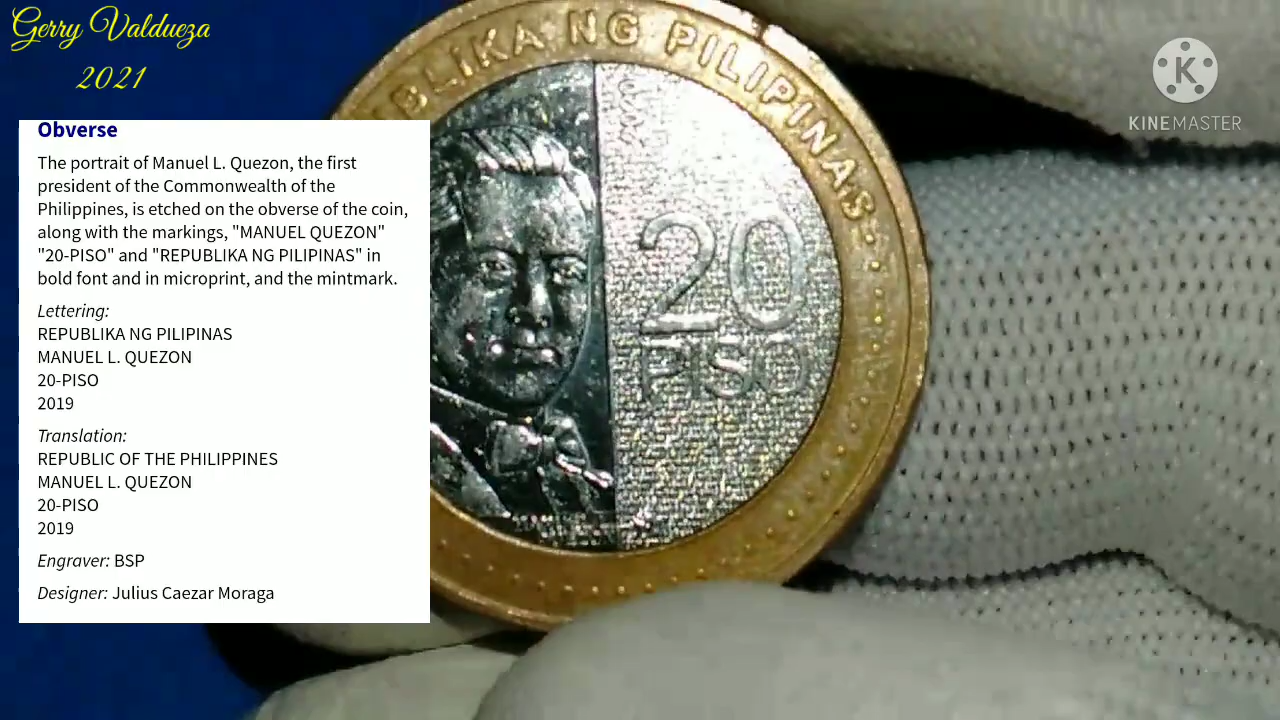 Gerry Valdueza
2021
Obverse
The portrait of Manuel L. Quezon, the first
president of the Commonwealth of the
Philippines, is etched on the obverse of the coin,
along with the markings, "MANUEL QUEZON"
"20-PISO" and "REPUBLIKA NG PILIPINAS" in
bold font and in microprint, and the mintmark.
Lettering:
REPUBLIKA NG PILIPINAS
MANUEL L. QUEZON
20-PISO
2019
Translation:
REPUBLIC OF THE PHILIPPINES
MANUEL L. QUEZON
20-PISO
2019
Engraver: BSP
Designer: Julius Caezar Moraga
BLIKA NG PILIPINAS
20
PISO
K
KINEMASTER